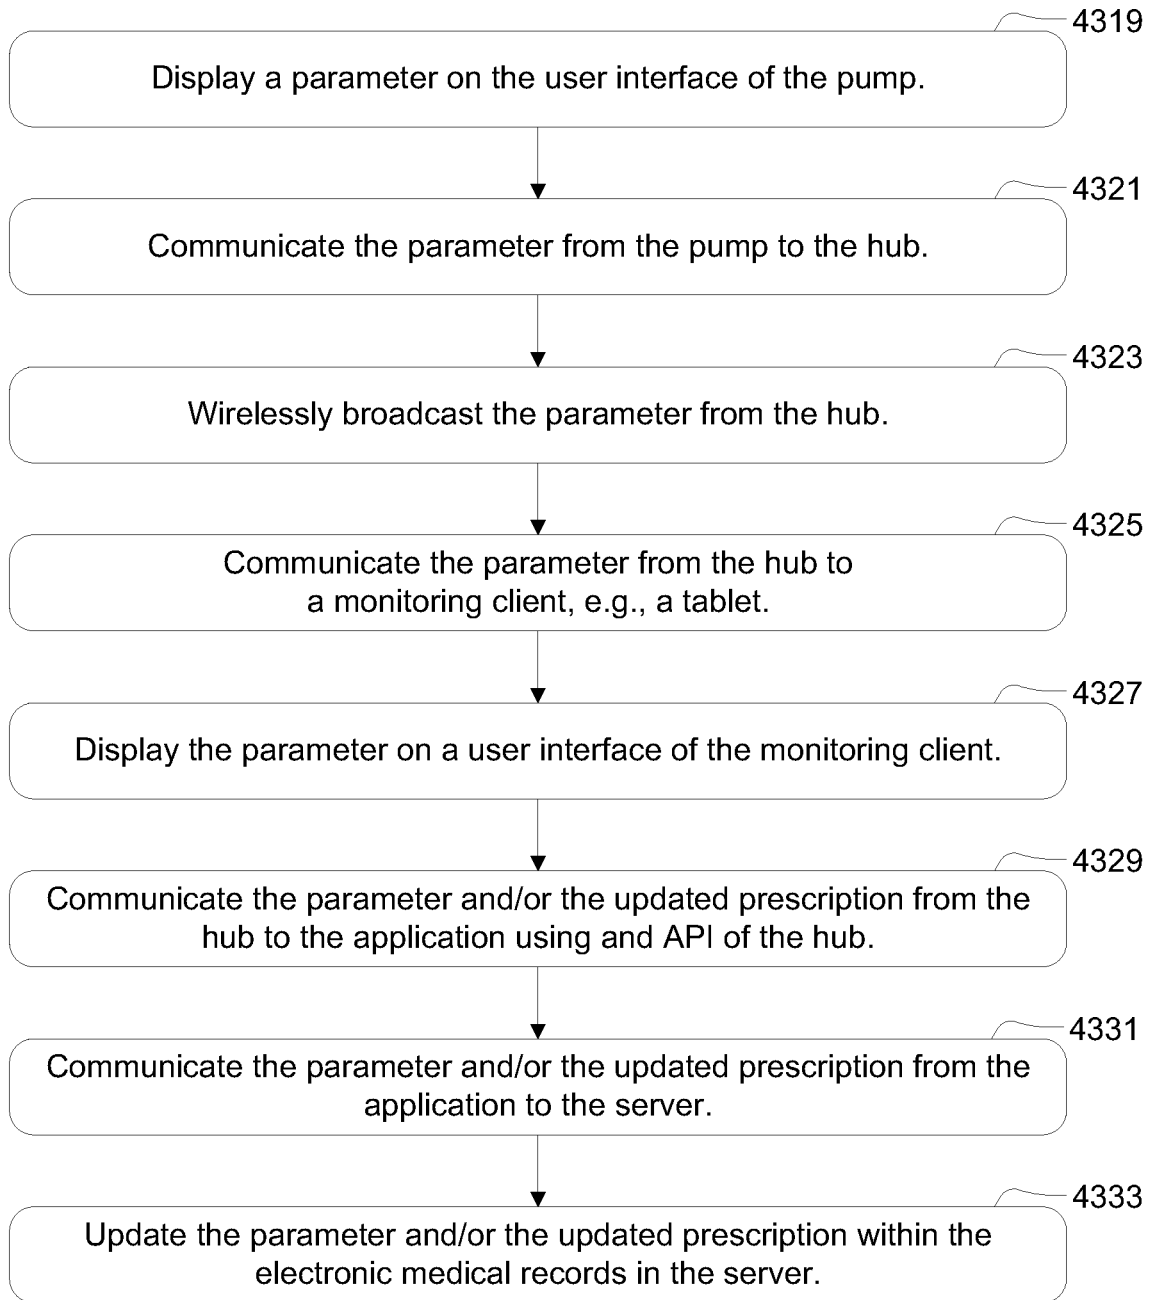 4319
Display a parameter on the user interface of the pump.
4321
Communicate the parameter from the pump to the hub.
4323
Wirelessly broadcast the parameter from the hub.
4325
Communicate the parameter from the hub to
a monitoring client, e.g., a tablet.
4327
Display the parameter on a user interface of the monitoring client.
4329
Communicate the parameter and/or the updated prescription from the
hub to the application using and API of the hub.
4331
Communicate the parameter and/or the updated prescription from the
application to the server.
4333
Update the parameter and/or the updated prescription within the
electronic medical records in the server.